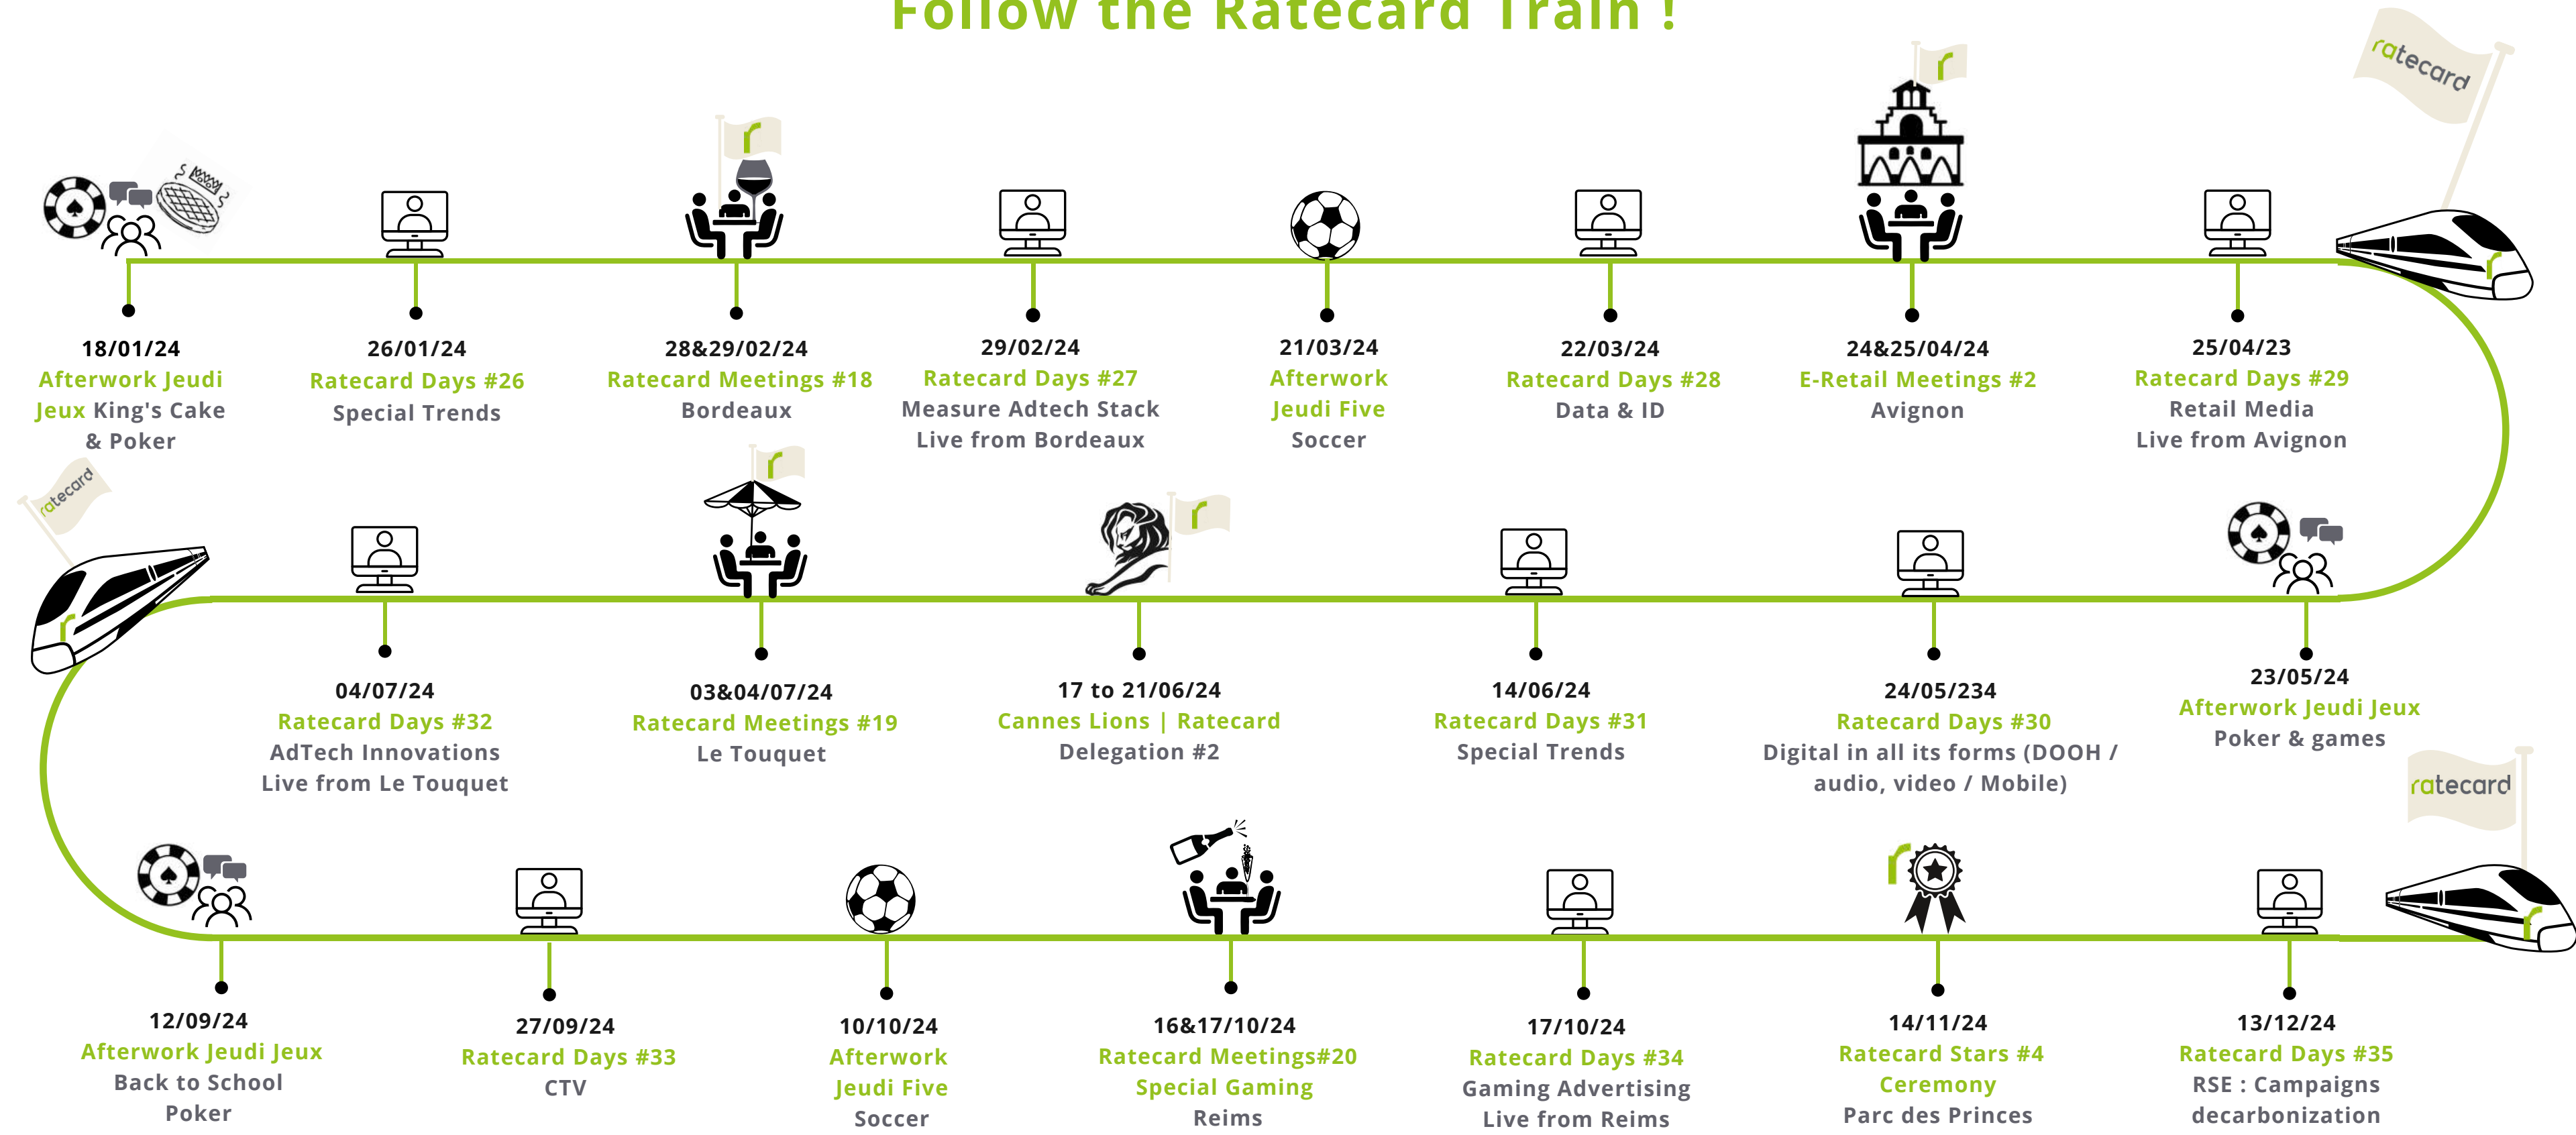 Follow the Ratecard Train !
r
r
ratecard
r
18/01/24
Afterwork Jeudi
Jeux King's Cake
& Poker
26/01/24
Ratecard Days #26
Special Trends
28&29/02/24
Ratecard Meetings #18
Bordeaux
29/02/24
Ratecard Days #27
Measure Adtech Stack
Live from Bordeaux
21/03/24
Afterwork
Jeudi Five
Soccer
22/03/24
Ratecard Days #28
Data & ID
24&25/04/24
E-Retail Meetings #2
Avignon
25/04/23
Ratecard Days #29
Retail Media
Live from Avignon
ratecard
r
r
r
23/05/24
Afterwork Jeudi Jeux
Poker & games
24/05/234
Ratecard Days #30
Digital in all its forms (DOOH /
audio, video / Mobile)
14/06/24
Ratecard Days #31
Special Trends
17 to 21/06/24
Cannes Lions | Ratecard
Delegation #2
03&04/07/24
Ratecard Meetings #19
Le Touquet
04/07/24
Ratecard Days #32
AdTech Innovations
Live from Le Touquet
ratecard
r
r
12/09/24
Afterwork Jeudi Jeux
Back to School
Poker
27/09/24
Ratecard Days #33
CTV
10/10/24
Afterwork
Jeudi Five
Soccer
16&17/10/24
Ratecard Meetings#20
Special Gaming
Reims
17/10/24
Ratecard Days #34
Gaming Advertising
Live from Reims
14/11/24
Ratecard Stars #4
Ceremony
Parc des Princes
13/12/24
Ratecard Days #35
RSE : Campaigns
decarbonization